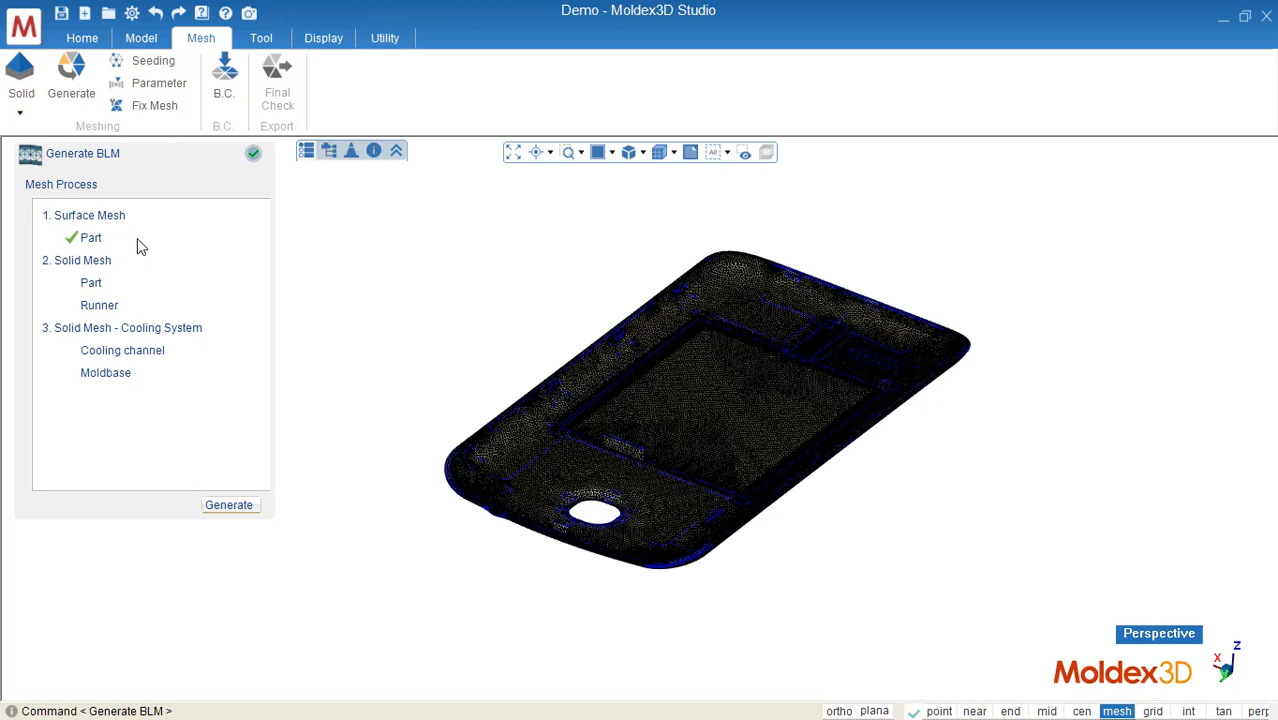 Demo - Moldex3D Studio
M
Home Model Mesh Tool Display Utility
Solid
Generate
Seeding
Parameter
Fix Mesh
B.C.
Final
Check
Meshing
B.C.
Export
Generate BLM
Mesh Process
1. Surface Mesh
Part
2. Solid Mesh
Part
Runner
3. Solid Mesh - Cooling System
Cooling channel
Moldbase
Generate
All
Perspective
Z
X
Moldex3D
Command < Generate BLM >
ortho plana point near end mid cen mesh grid int tan perp